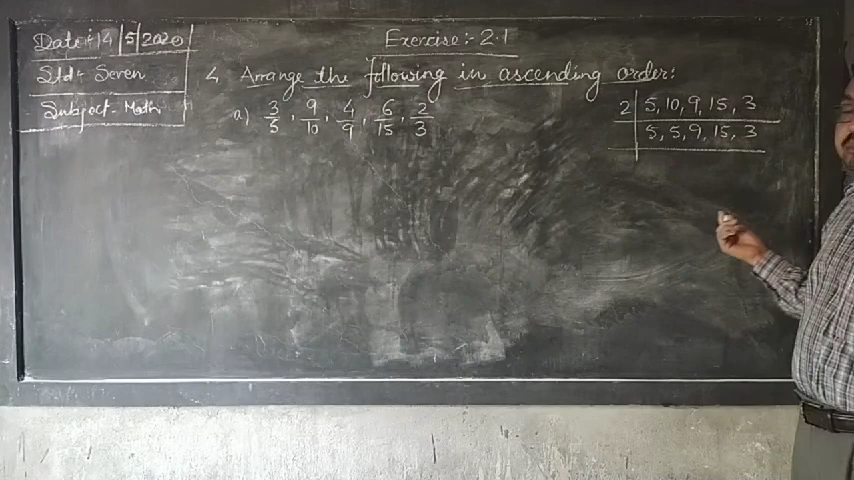 Date:- 14/5/2020
Std- Seven
Subject- Math
Exercise:- 2.1
4 Arrange the following in ascending order:
a) 3/5, 9/10, 4/9, 6/15, 2/3
2 | 5, 10, 9, 15, 3
5, 5, 9, 15, 3